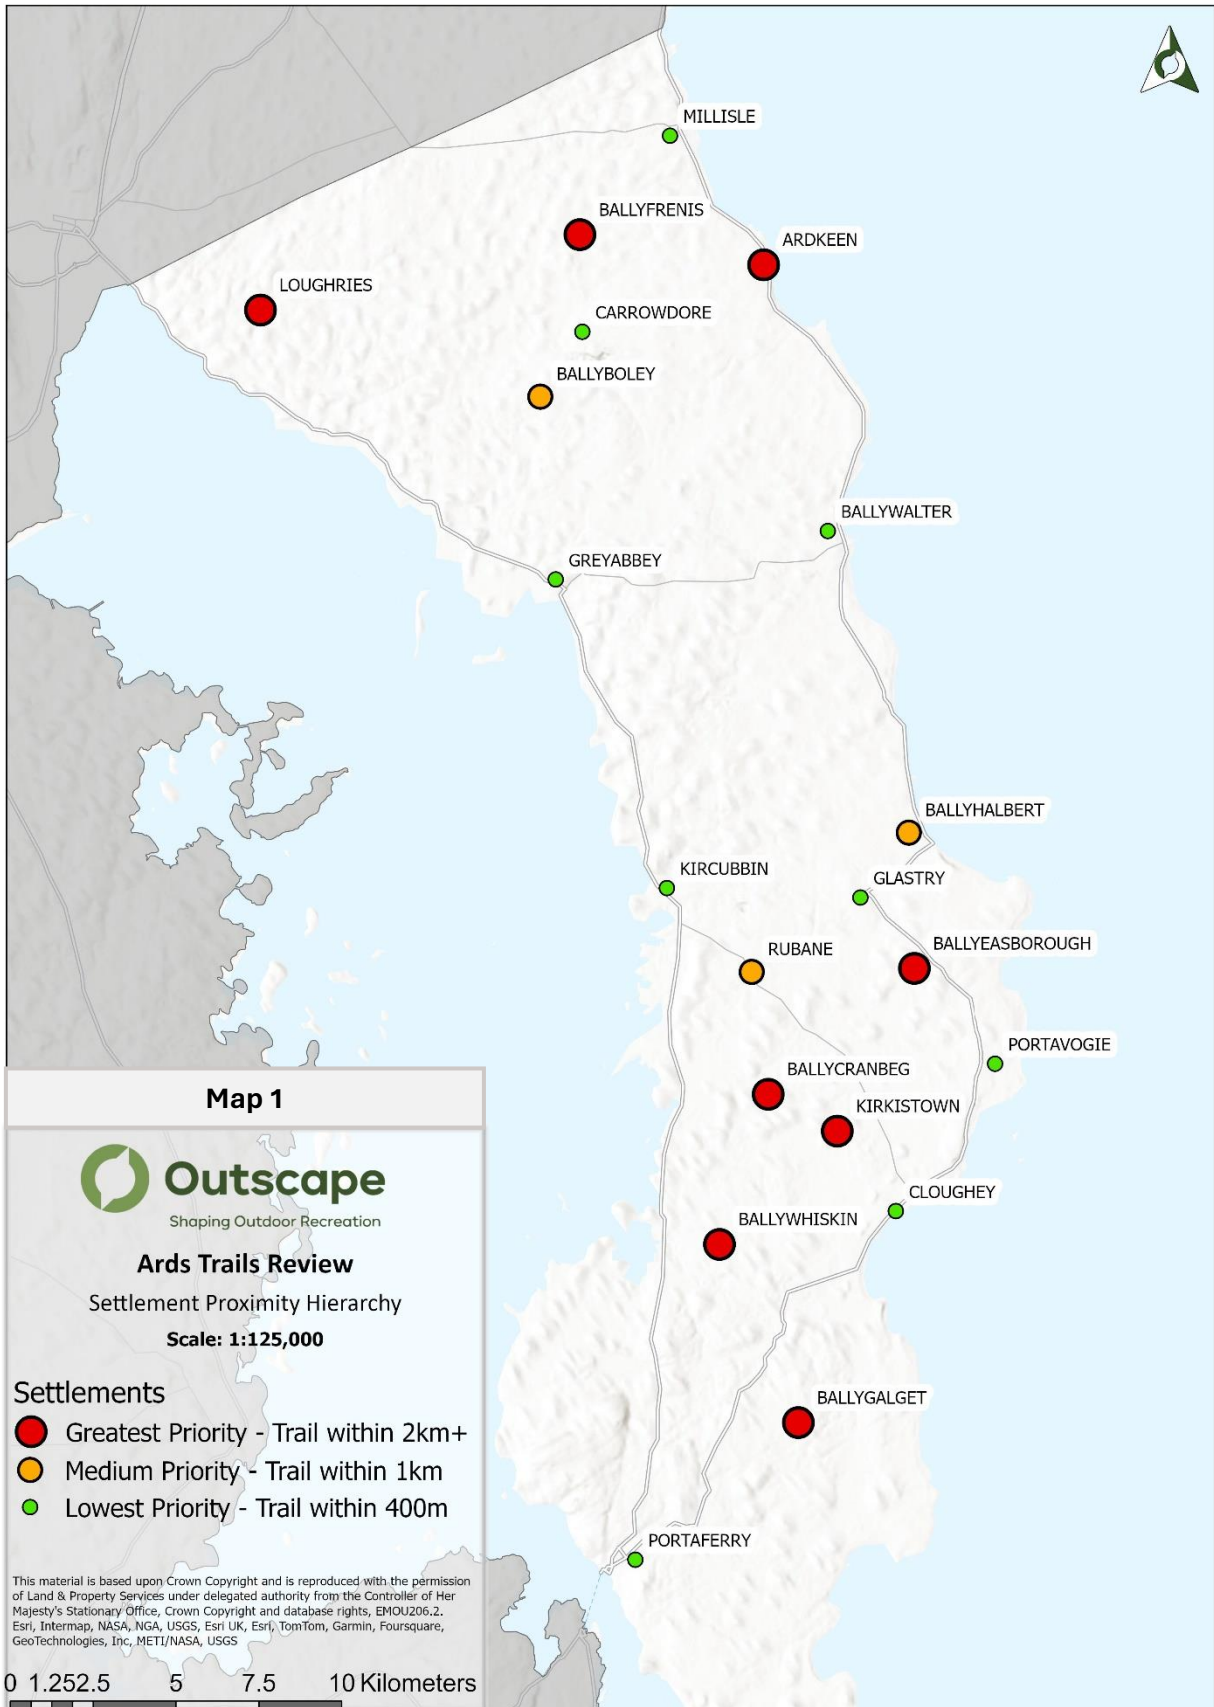 MILLISLE
BALLYFRENIS
ARDKEEN
LOUGHRIES
CARROWDORE
BALLYBOLEY
BALLYWALTER
GREYABBEY
BALLYHALBERT
KIRCUBBIN
GLASTRY
RUBANE
BALLYEASBOROUGH
PORTAVOGIE
BALLYCRANBEG
KIRKISTOWN
CLOUGHEY
BALLYWHISKIN
BALLYGALGET
PORTAFERRY
Map 1
Outscape
Shaping Outdoor Recreation
Ards Trails Review
Settlement Proximity Hierarchy
Scale: 1:125,000
Settlements
Greatest Priority - Trail within 2km+
Medium Priority - Trail within 1km
Lowest Priority - Trail within 400m
This material is based upon Crown Copyright and is reproduced with the permission
of Land & Property Services under delegated authority from the Controller of Her
Majesty's Stationary Office, Crown Copyright and database rights, EMOU206.2.
Esri, Intermap, NASA, NGA, USGS, Esri UK, Esri, TomTom, Garmin, Foursquare,
GeoTechnologies, Inc, METI/NASA, USGS
0 1.252.5 5 7.5 10 Kilometers